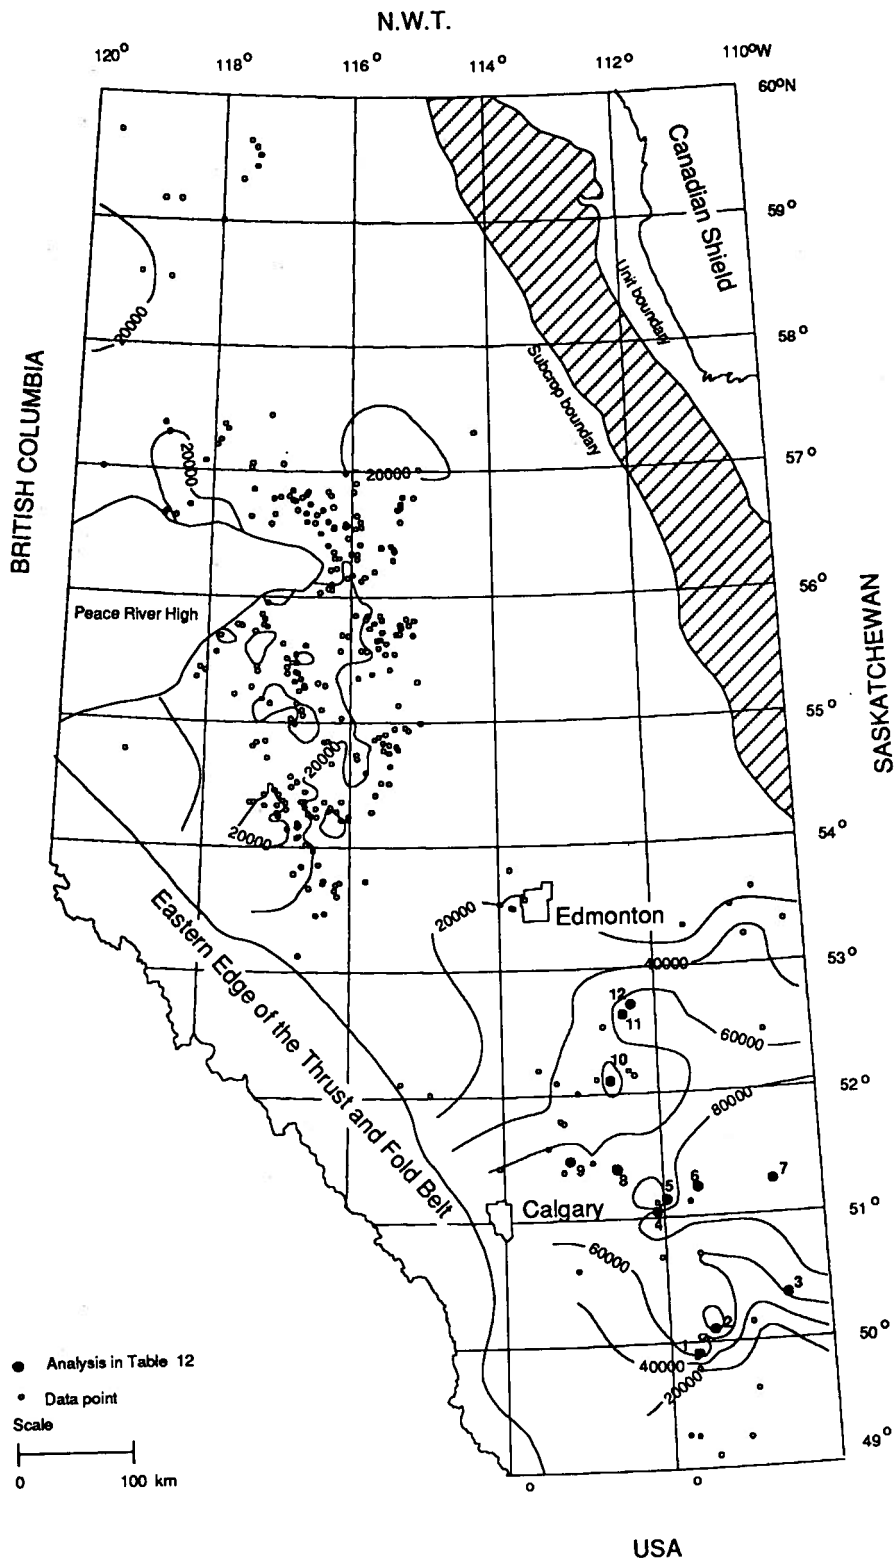 N.W.T.
120°
118°
116°
114°
112°
110°W
60°N
Canadian Shield
59°
Unit boundary
20000
58°
Subcrop boundary
BRITISH COLUMBIA
20000
20000
57°
56°
Peace River High
SASKATCHEWAN
55°
20000
20000
54°
Eastern Edge of the Thrust and Fold Belt
20000
Edmonton
53°
40000
12
11
60000
10
52°
80000
9
8
5
6
7
4
Calgary
51°
60000
3
2
1
50°
40000
20000
Analysis in Table 12
Data point
Scale
0 100 km
49°
USA